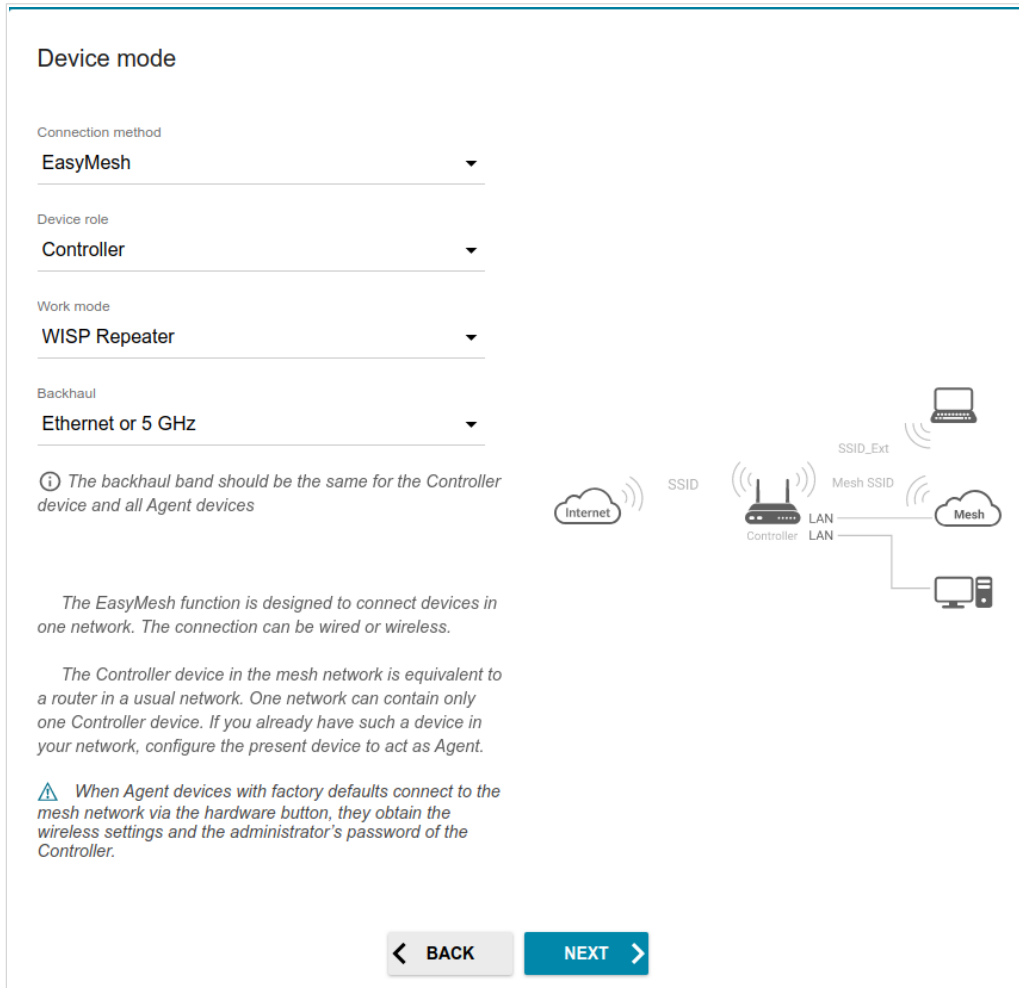 Device mode
Connection method
EasyMesh
Device role
Controller
Work mode
WISP Repeater
Backhaul
Ethernet or 5 GHz
The backhaul band should be the same for the Controller
device and all Agent devices
The EasyMesh function is designed to connect devices in
one network. The connection can be wired or wireless.
The Controller device in the mesh network is equivalent to
a router in a usual network. One network can contain only
one Controller device. If you already have such a device in
your network, configure the present device to act as Agent.
When Agent devices with factory defaults connect to the
mesh network via the hardware button, they obtain the
wireless settings and the administrator's password of the
Controller.
SSID_Ext
SSID
Mesh SSID
Internet
LAN
Mesh
Controller
LAN
BACK
NEXT